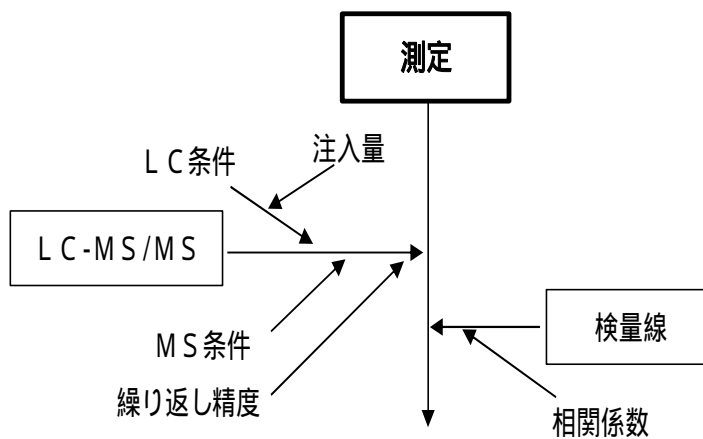 測定
注入量
LC条件
LC-MS/MS
検量線
MS条件
繰り返し精度
相関係数